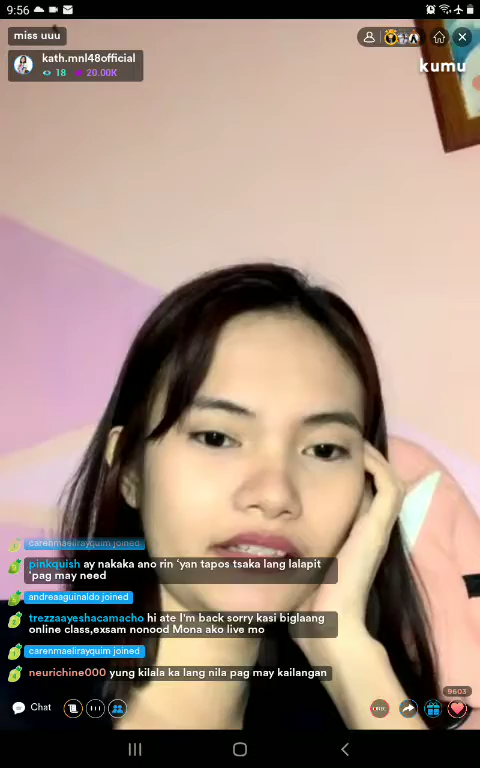 9:56
miss uuu
kath.mnl48official
18 20.00K
kumu
carenmaelirayquim joined
pinkquish ay nakaka ano rin ‘yan tapos tsaka lang lalapit
'pag may need
andreaaguinaldo joined
trezzaayeshacamacho hi ate I'm back sorry kasi biglaang
online class,exsam nonood Mona ako live mo
carenmaelirayquim joined
neurichine000 yung kilala ka lang nila pag may kailangan
9603
Chat